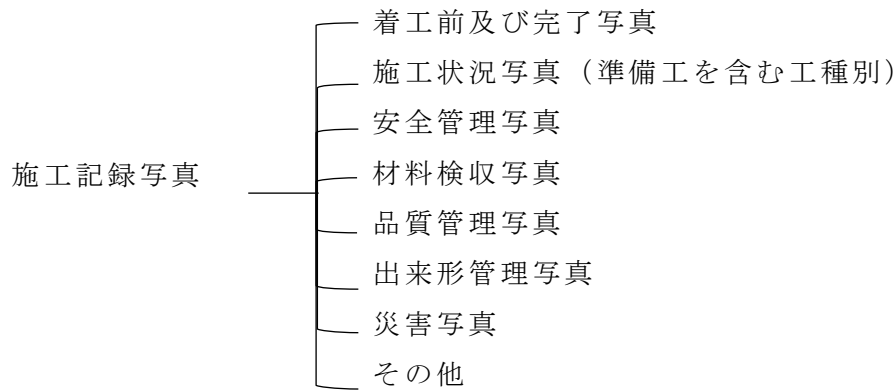 着工前及び完了写真
施工状況写真（準備工を含む工種別）
安全管理写真
施工記録写真
材料検収写真
品質管理写真
出来形管理写真
災害写真
その他